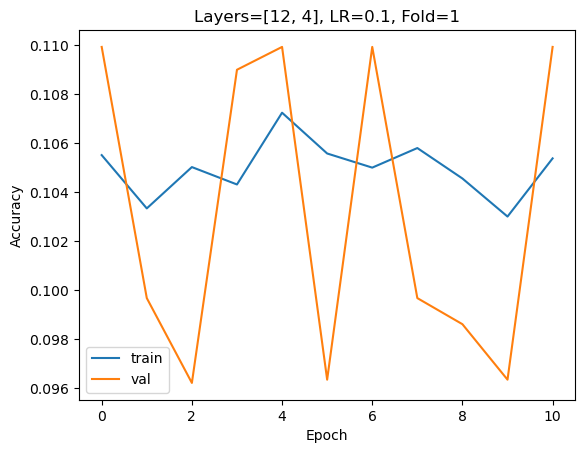 Layers=[12, 4], LR=0.1, Fold=1
0.110
0.108
0.106
0.104
0.102
0.100
0.098
0.096
Accuracy
train
val
0 2 4 6 8 10
Epoch